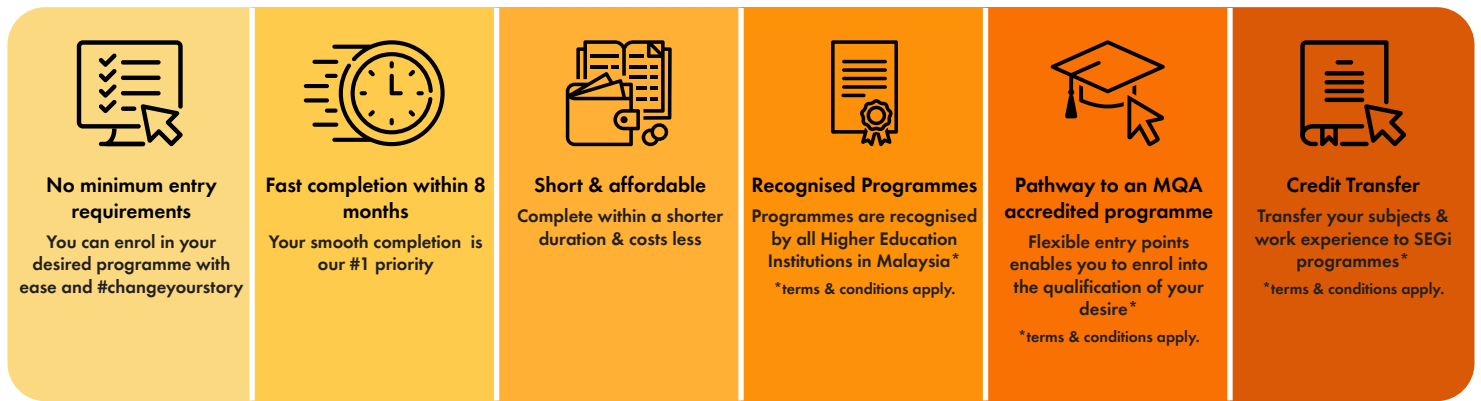 No minimum entry
requirements
You can enrol in your
desired programme with
ease and #changeyourstory
Fast completion within 8
months
Your smooth completion is
our #1 priority
Short & affordable
Complete within a shorter
duration & costs less
Recognised Programmes
Programmes are recognised
by all Higher Education
Institutions in Malaysia*
*terms & conditions apply.
Pathway to an MQA
accredited programme
Flexible entry points
enables you to enrol into
the qualification of your
desire*
*terms & conditions apply.
Credit Transfer
Transfer your subjects &
work experience to SEGi
programmes*
*terms & conditions apply.